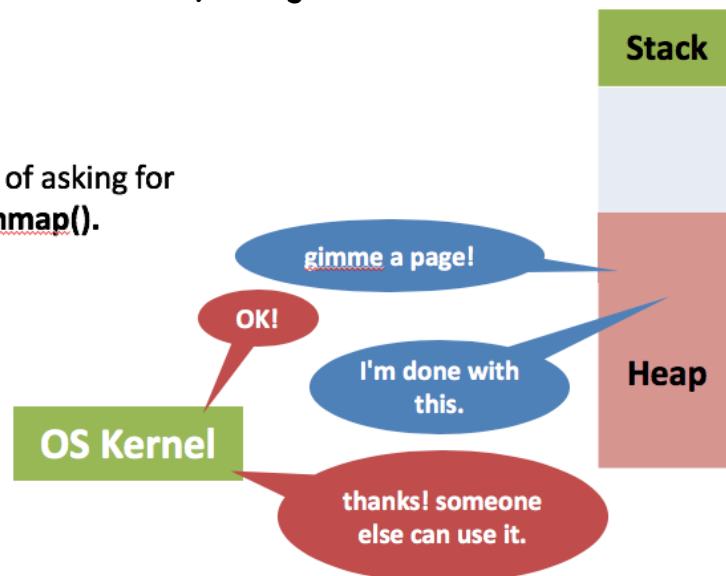 Stack
of asking for
mmap().
gimme a page!
OK!
I'm done with
this.
Heap
OS Kernel
thanks! someone
else can use it.